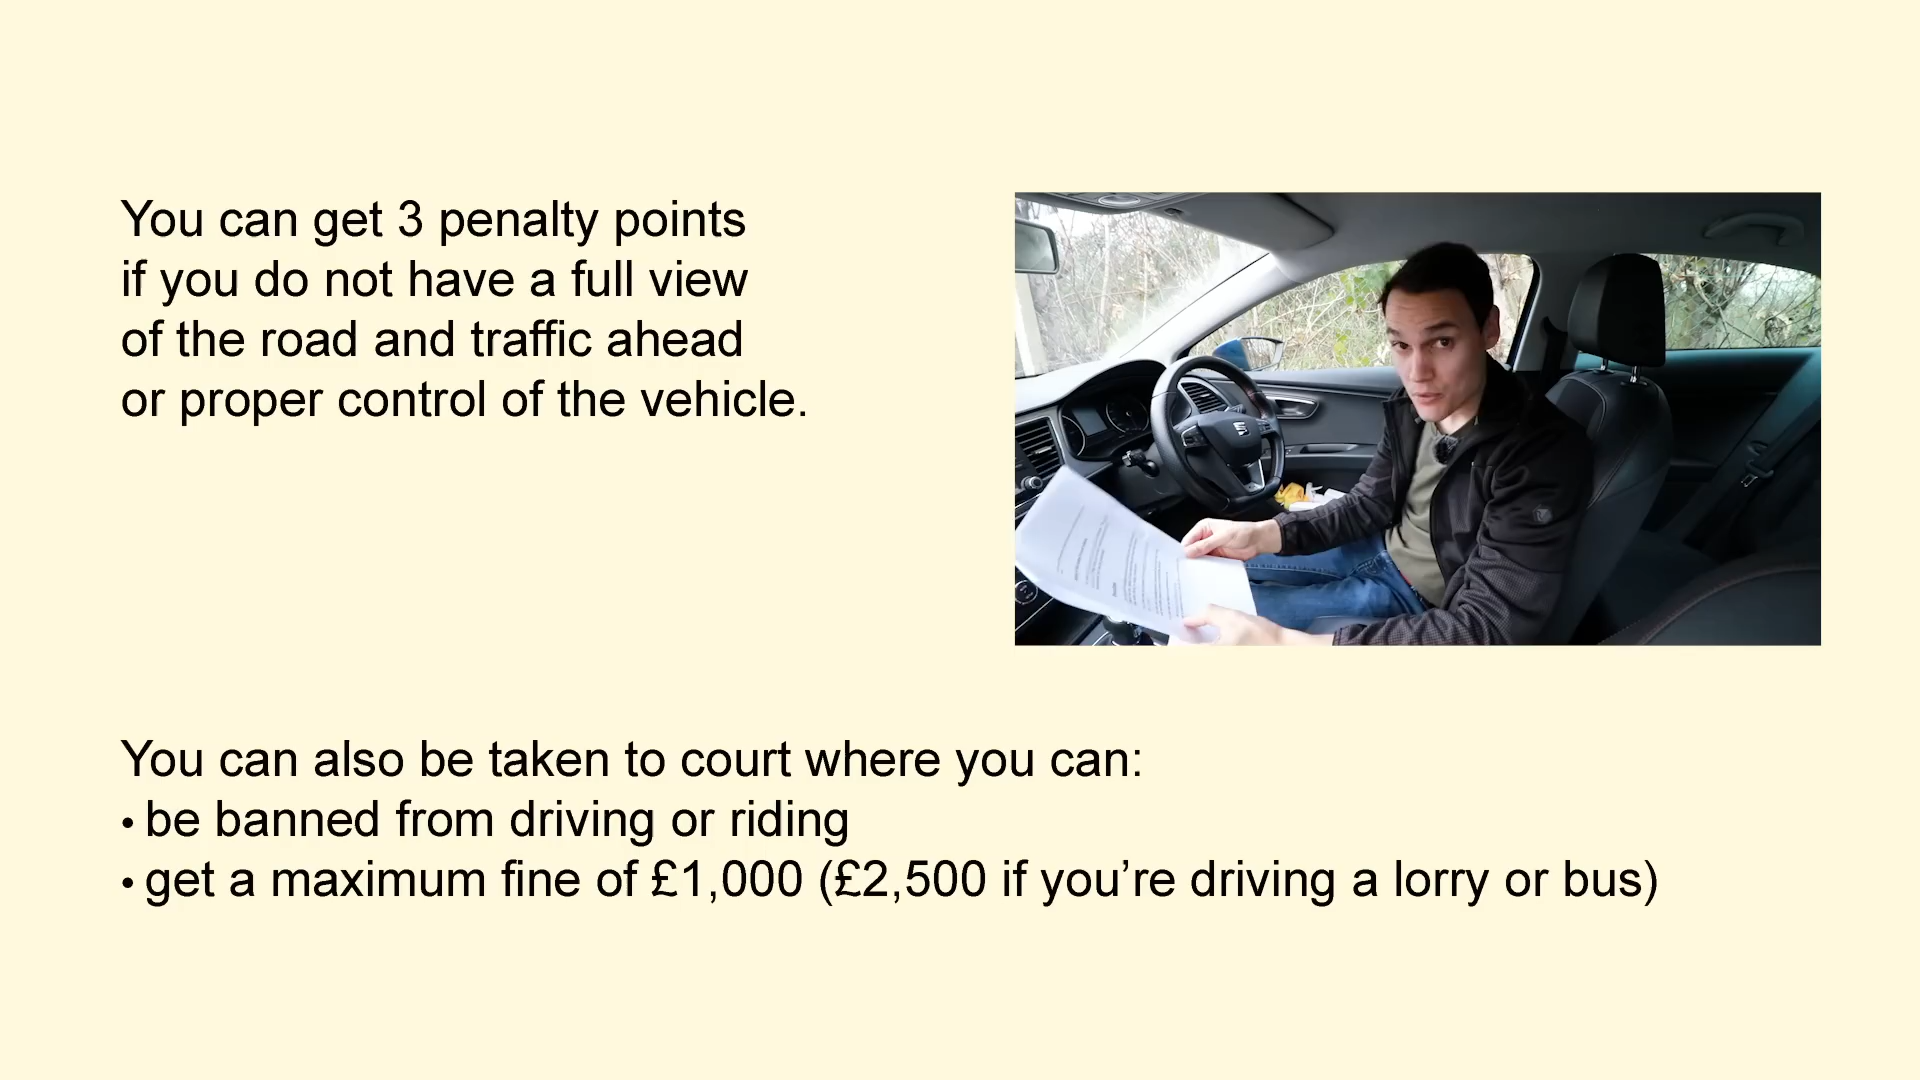 You can get 3 penalty points
if you do not have a full view
of the road and traffic ahead
or proper control of the vehicle.
You can also be taken to court where you can:
• be banned from driving or riding
• get a maximum fine of £1,000 (£2,500 if you’re driving a lorry or bus)